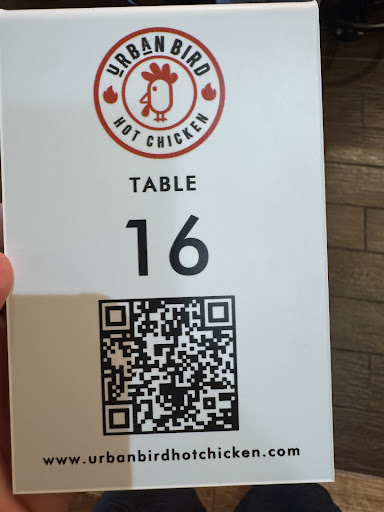 URBAN BIRD
HOT CHICKEN
TABLE
16
www.urbanbirdhotchicken.com